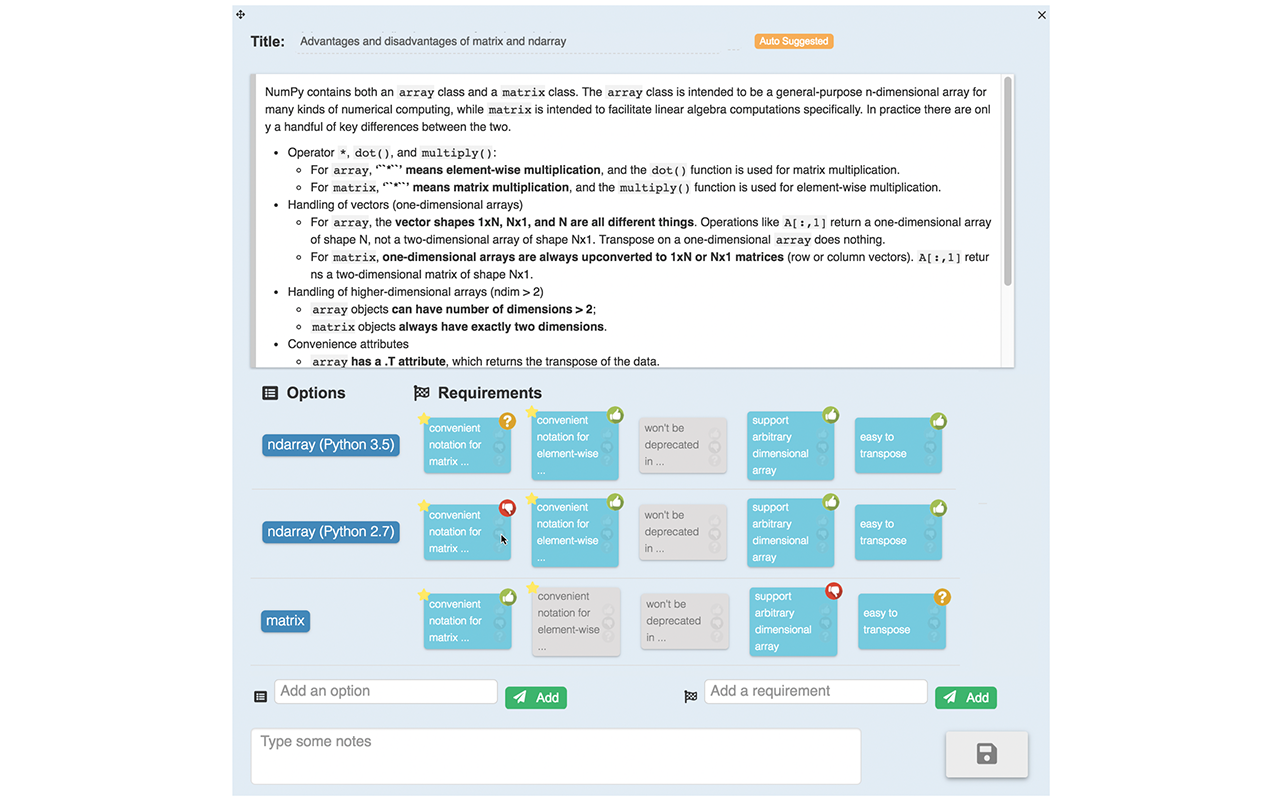 Title: Advantages and disadvantages of matrix and ndarray Auto Suggested
NumPy contains both an array class and a matrix class. The array class is intended to be a general-purpose n-dimensional array for
many kinds of numerical computing, while matrix is intended to facilitate linear algebra computations specifically. In practice there are onl
y a handful of key differences between the two.
• Operator *, dot(), and multiply():
◦ For array, '``*``' means element-wise multiplication, and the dot() function is used for matrix multiplication.
◦ For matrix, '``*``' means matrix multiplication, and the multiply() function is used for element-wise multiplication.
• Handling of vectors (one-dimensional arrays)
◦ For array, the vector shapes 1xN, Nx1, and N are all different things. Operations like A[:,1] return a one-dimensional array
of shape N, not a two-dimensional array of shape Nx1. Transpose on a one-dimensional array does nothing.
◦ For matrix, one-dimensional arrays are always upconverted to 1xN or Nx1 matrices (row or column vectors). A[:,1] retur
ns a two-dimensional matrix of shape Nx1.
• Handling of higher-dimensional arrays (ndim > 2)
◦ array objects can have number of dimensions > 2;
◦ matrix objects always have exactly two dimensions.
• Convenience attributes
◦ array has a .T attribute, which returns the transpose of the data.
Options
Requirements
ndarray (Python 3.5)
convenient
notation for
matrix ...
convenient
notation for
element-wise
...
won't be
deprecated
in ...
support
arbitrary
dimensional
array
easy to
transpose
ndarray (Python 2.7)
convenient
notation for
matrix ...
convenient
notation for
element-wise
...
won't be
deprecated
in ...
support
arbitrary
dimensional
array
easy to
transpose
matrix
convenient
notation for
matrix ...
convenient
notation for
element-wise
...
won't be
deprecated
in ...
support
arbitrary
dimensional
array
easy to
transpose
Add an option
Add
Add a requirement
Add
Type some notes